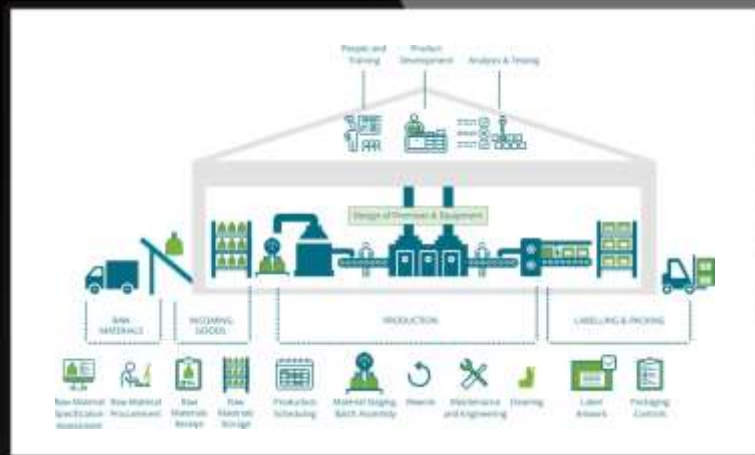 People and
Training
Product
Development
Analysis & Testing
Design of Premises & Equipment
RAW
MATERIALS
INCOMING
GOODS
PRODUCTION
LABELLING & PACKING
Raw Material
Specification
Assessment
Raw Material
Procurement
Raw
Materials
Receipt
Raw
Materials
Storage
Production
Scheduling
Material Staging,
Batch Assembly
Rework
Maintenance
and Engineering
Cleaning
Label
Artwork
Packaging
Controls